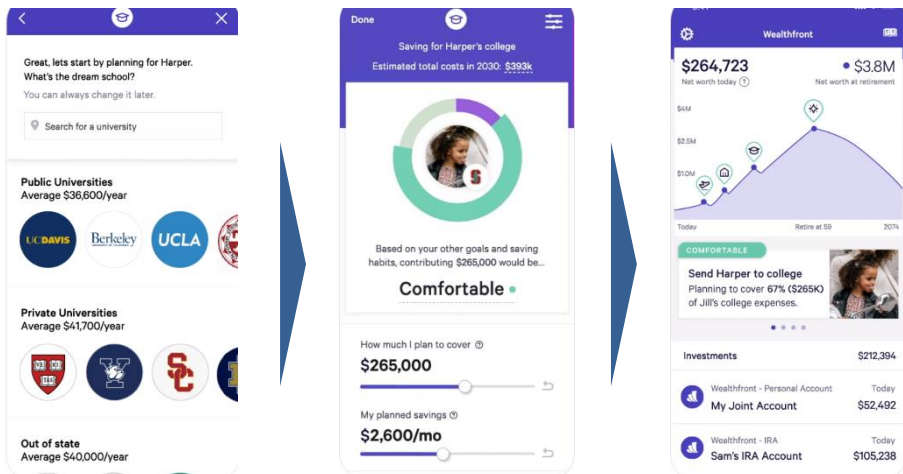 Great, lets start by planning for Harper.
What's the dream school?
You can always change it later.
Search for a university
Public Universities
Average $36,600/year
UCDAVIS
Berkeley
UCLA
Private Universities
Average $41,700/year
Out of state
Average $40,000/year
Done
Saving for Harper's college
Estimated total costs in 2030: $393k
S
Based on your other goals and saving
habits, contributing $265,000 would be...
Comfortable
How much I plan to cover ?
$265,000
My planned savings ?
$2,600/mo
Wealthfront
$264,723
Net worth today ?
$3.8M
Net worth at retirement
$4M
$2.5M
$1.0M
Today
Retire at 59
2074
COMFORTABLE
Send Harper to college
Planning to cover 67% ($265K)
of Jill's college expenses.
Investments
$212,394
Wealthfront - Personal Account
Today
My Joint Account
$52,492
Wealthfront - IRA
Today
Sam's IRA Account
$105,238